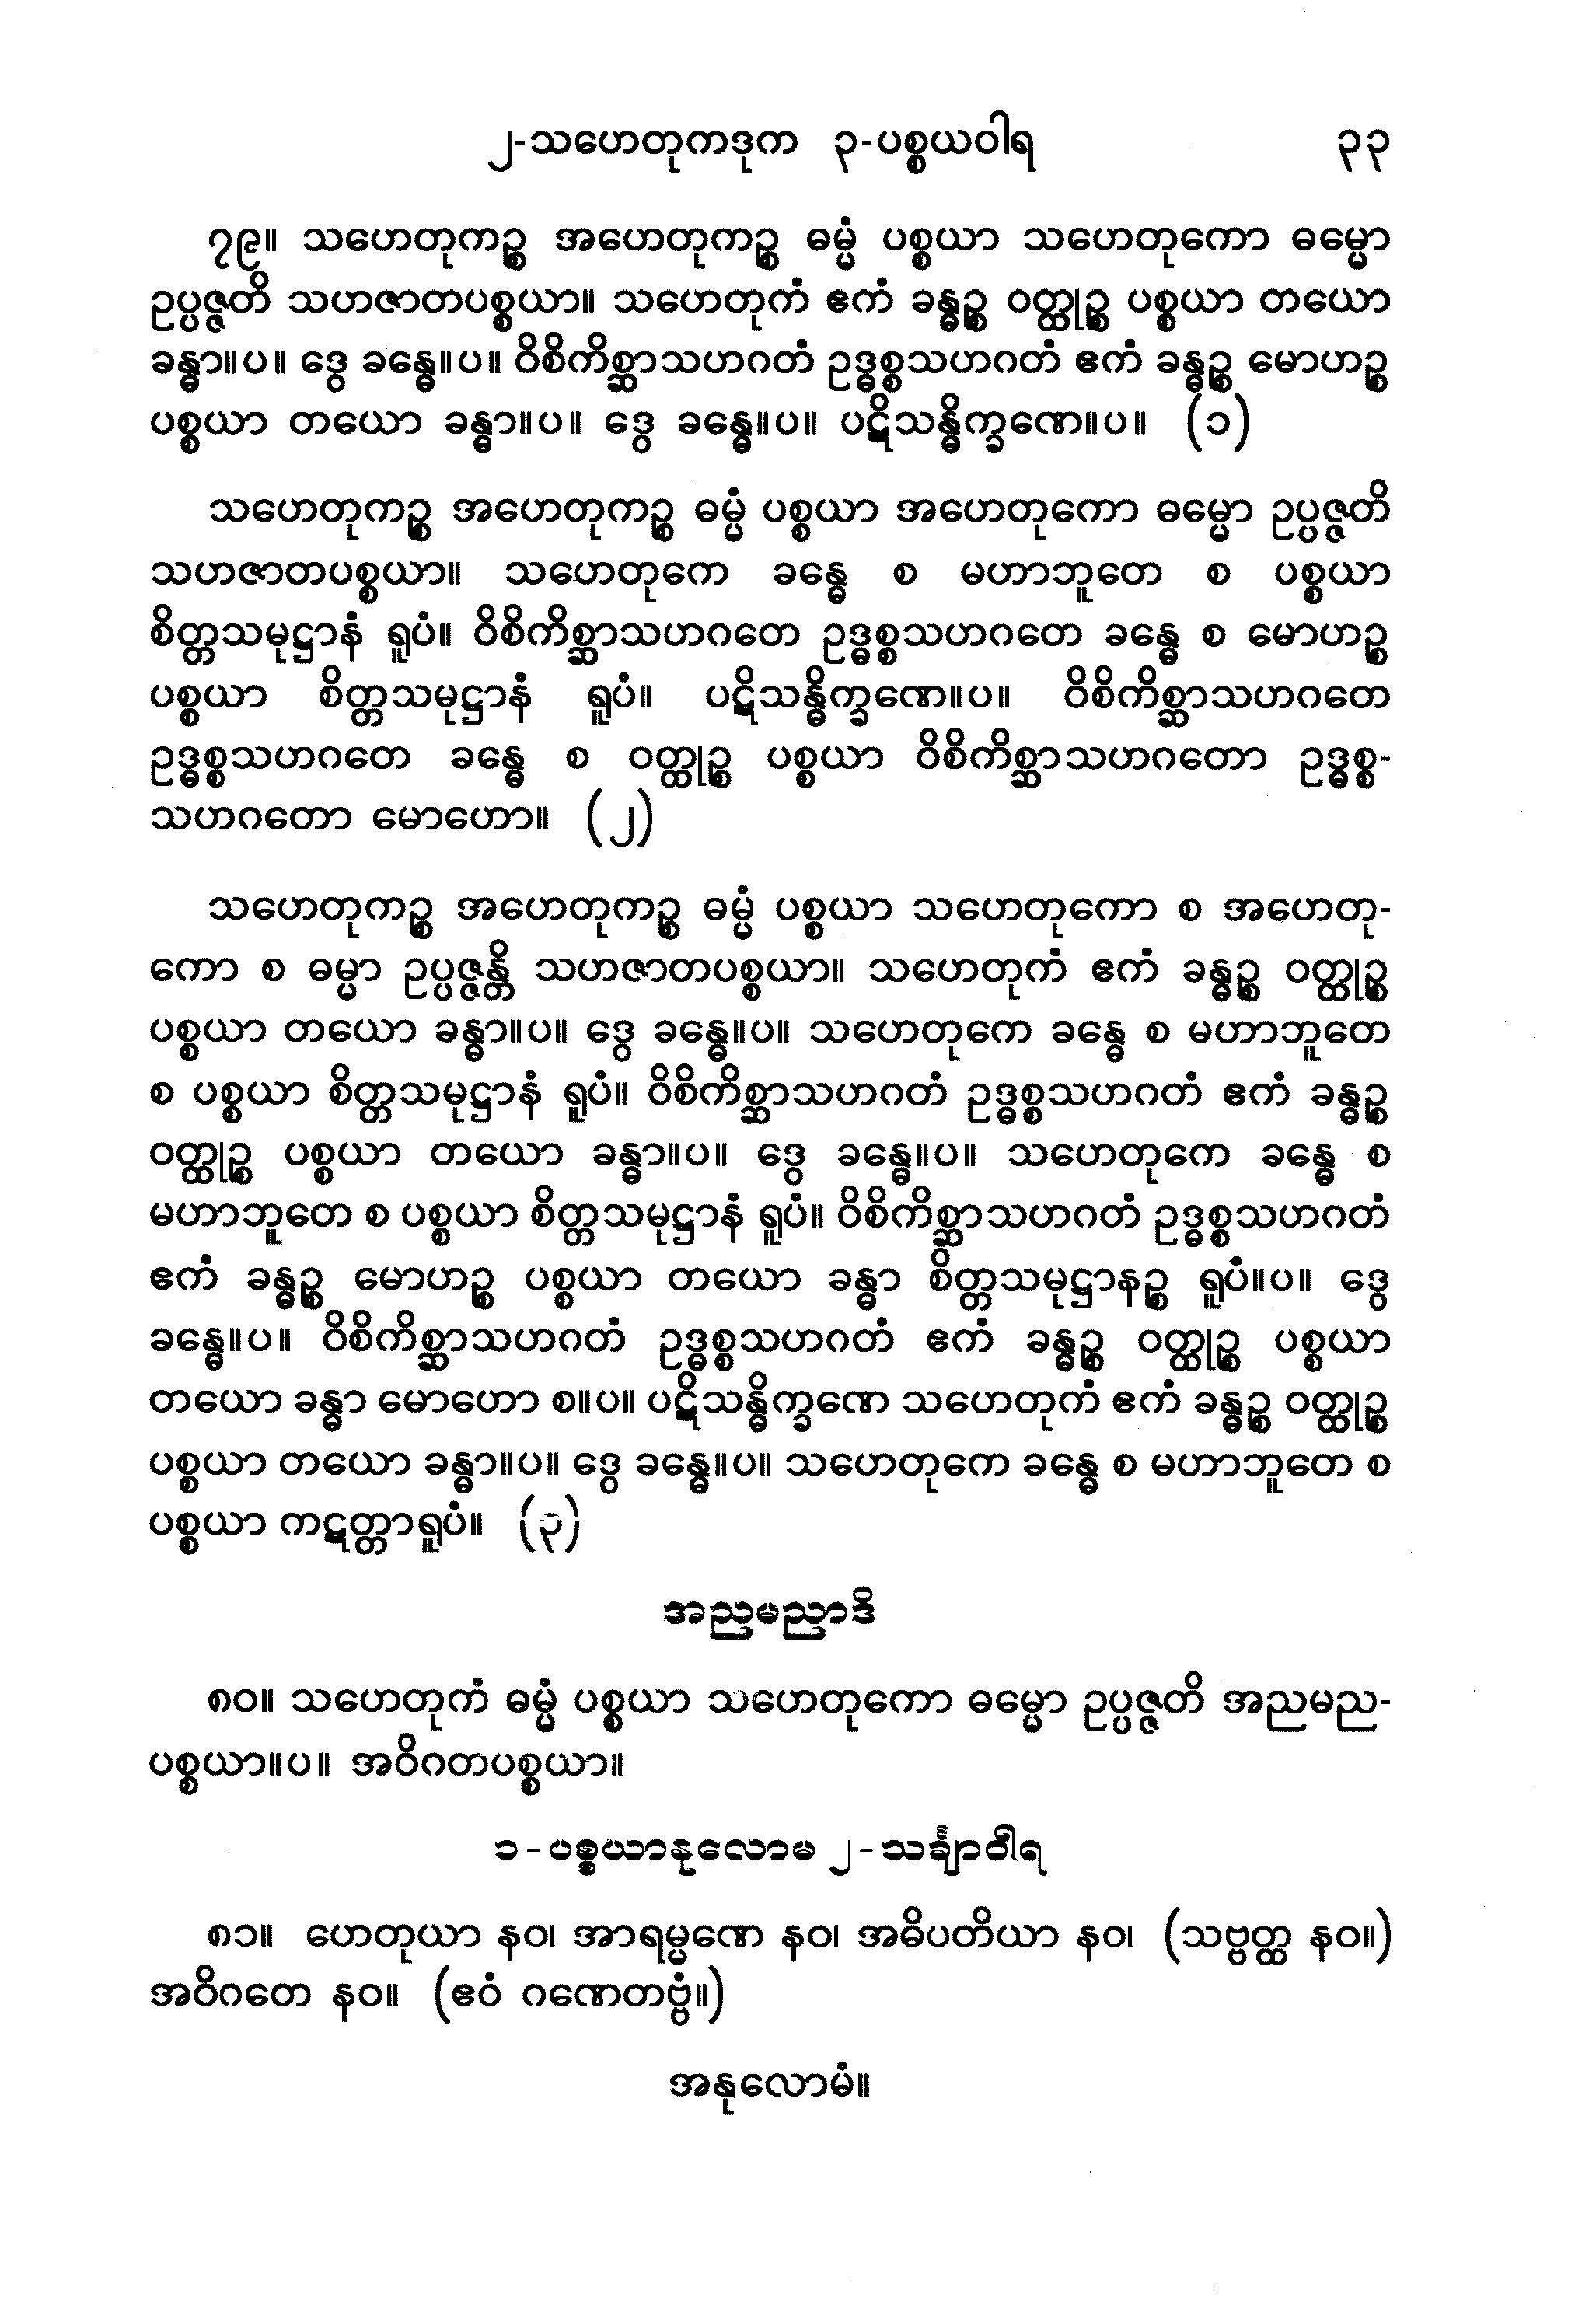 ၂-သဟေတုကဒုက ၃-ပစ္စယဝါရ ၃၃
၇၉။ သဟေတုကဉ္စ အဟေတုကဉ္စ ဓမ္မံ ပစ္စယာ သဟေတုကော ဓမ္မော
ဥပ္ပဇ္ဇတိ သဟဇာတပစ္စယာ။ သဟေတုကံ ဧကံ ခန္ဓဉ္စ ဝတ္ထုဉ္စ ပစ္စယာ တယော
ခန္ဓာ။ပ။ ဒွေ ခန္ဓေ။ပ။ ဝိစိကိစ္ဆာသဟဂတံ ဥဒ္ဓစ္စသဟဂတံ ဧကံ ခန္ဓဉ္စ မောဟဉ္စ
ပစ္စယာ တယော ခန္ဓာ။ပ။ ဒွေ ခန္ဓေ။ပ။ ပဋိသန္ဓိက္ခဏေ။ပ။ (၁)
သဟေတုကဉ္စ အဟေတုကဉ္စ ဓမ္မံ ပစ္စယာ အဟေတုကော ဓမ္မော ဥပ္ပဇ္ဇတိ
သဟဇာတပစ္စယာ။ သဟေတုကေ ခန္ဓေ စ မဟာဘူတေ စ ပစ္စယာ
စိတ္တသမုဋ္ဌာနံ ရူပံ။ ဝိစိကိစ္ဆာသဟဂတေ ဥဒ္ဓစ္စသဟဂတေ ခန္ဓေ စ မောဟဉ္စ
ပစ္စယာ စိတ္တသမုဋ္ဌာနံ ရူပံ။ ပဋိသန္ဓိက္ခဏေ။ပ။ ဝိစိကိစ္ဆာသဟဂတေ
ဥဒ္ဓစ္စသဟဂတေ ခန္ဓေ စ ဝတ္ထုဉ္စ ပစ္စယာ ဝိစိကိစ္ဆာသဟဂတော ဥဒ္ဓစ္စ-
သဟဂတော မောဟော။ (၂)
သဟေတုကဉ္စ အဟေတုကဉ္စ ဓမ္မံ ပစ္စယာ သဟေတုကော စ အဟေတု-
ကော စ ဓမ္မာ ဥပ္ပဇ္ဇန္တိ သဟဇာတပစ္စယာ။ သဟေတုကံ ဧကံ ခန္ဓဉ္စ ဝတ္ထုဉ္စ
ပစ္စယာ တယော ခန္ဓာ။ပ။ ဒွေ ခန္ဓေ။ပ။ သဟေတုကေ ခန္ဓေ စ မဟာဘူတေ
စ ပစ္စယာ စိတ္တသမုဋ္ဌာနံ ရူပံ။ ဝိစိကိစ္ဆာသဟဂတံ ဥဒ္ဓစ္စသဟဂတံ ဧကံ ခန္ဓဉ္စ
ဝတ္ထုဉ္စ ပစ္စယာ တယော ခန္ဓာ။ပ။ ဒွေ ခန္ဓေ။ပ။ သဟေတုကေ ခန္ဓေ စ
မဟာဘူတေ စ ပစ္စယာ စိတ္တသမုဋ္ဌာနံ ရူပံ။ ဝိစိကိစ္ဆာသဟဂတံ ဥဒ္ဓစ္စသဟဂတံ
ဧကံ ခန္ဓဉ္စ မောဟဉ္စ ပစ္စယာ တယော ခန္ဓာ စိတ္တသမုဋ္ဌာနဉ္စ ရူပံ။ပ။ ဒွေ
ခန္ဓေ။ပ။ ဝိစိကိစ္ဆာသဟဂတံ ဥဒ္ဓစ္စသဟဂတံ ဧကံ ခန္ဓဉ္စ ဝတ္ထုဉ္စ ပစ္စယာ
တယော ခန္ဓာ မောဟော စ။ပ။ ပဋိသန္ဓိက္ခဏေ သဟေတုကံ ဧကံ ခန္ဓဉ္စ ဝတ္ထုဉ္စ
ပစ္စယာ တယော ခန္ဓာ။ပ။ ဒွေ ခန္ဓေ။ပ။ သဟေတုကေ ခန္ဓေ စ မဟာဘူတေ စ
ပစ္စယာ ကဋတ္တာရူပံ။ (၃)
အညမညာဒိ
၈၀။ သဟေတုကံ ဓမ္မံ ပစ္စယာ သဟေတုကော ဓမ္မော ဥပ္ပဇ္ဇတိ အညမည-
ပစ္စယာ။ပ။ အဝိဂတပစ္စယာ။
၁-ပစ္စယာနုလောမ ၂-သင်္ချာဝါရ
၈၁။ ဟေတုယာ နဝ၊ အာရမ္မဏေ နဝ၊ အဓိပတိယာ နဝ၊ (သဗ္ဗတ္ထ နဝ။)
အဝိဂတေ နဝ။ (ဧဝံ ဂဏေတဗ္ဗံ။)
အနုလောမံ။